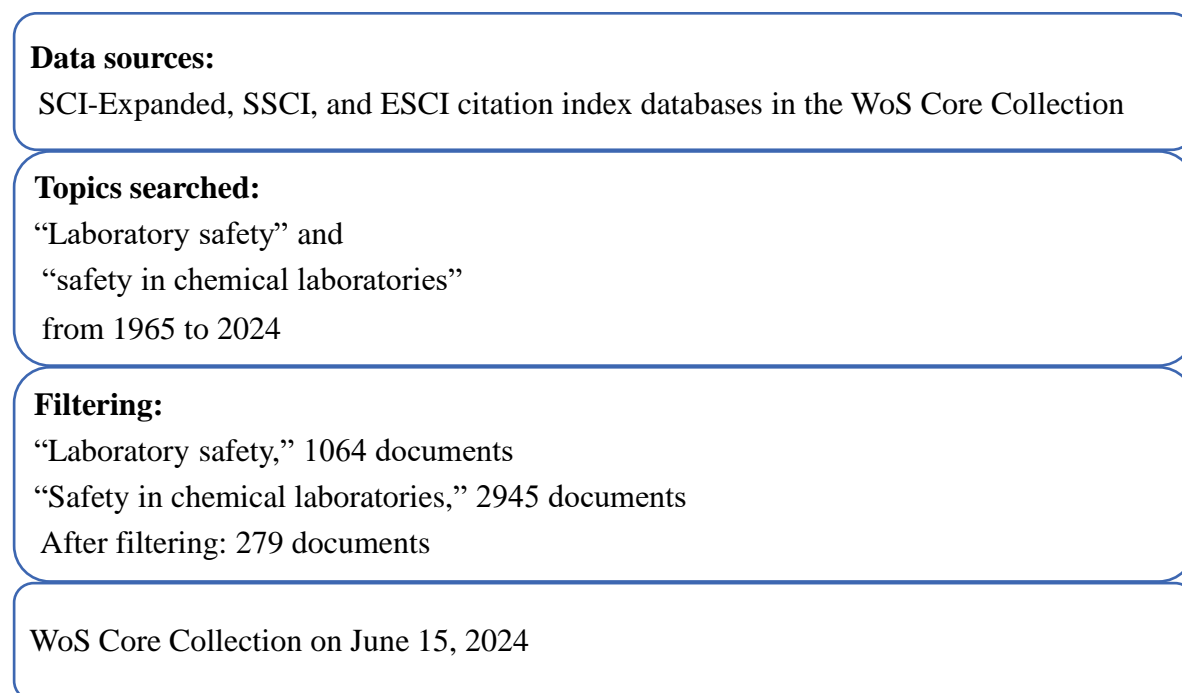 Data sources:
SCI-Expanded, SSCI, and ESCI citation index databases in the WoS Core Collection
Topics searched:
“Laboratory safety” and
“safety in chemical laboratories”
from 1965 to 2024
Filtering:
“Laboratory safety,” 1064 documents
“Safety in chemical laboratories,” 2945 documents
After filtering: 279 documents
WoS Core Collection on June 15, 2024